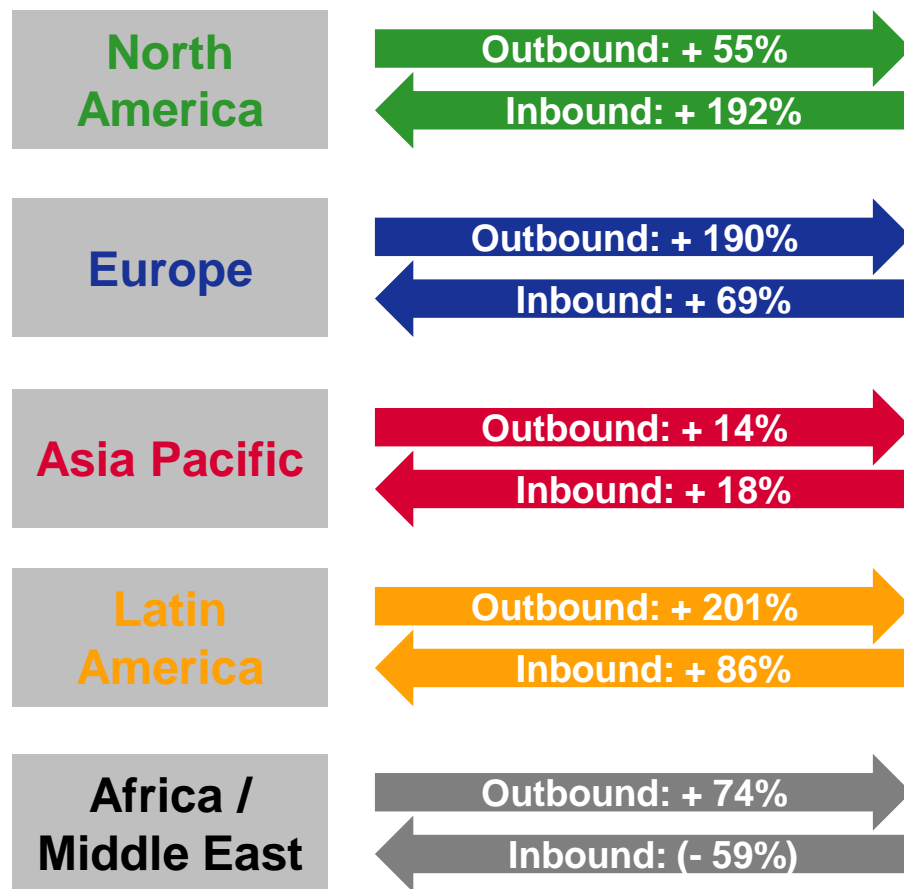 North
America
Outbound: + 55%
Inbound: + 192%
Europe
Outbound: + 190%
Inbound: + 69%
Asia Pacific
Outbound: + 14%
Inbound: + 18%
Latin
America
Outbound: + 201%
Inbound: + 86%
Africa /
Middle East
Outbound: + 74%
Inbound: (- 59%)